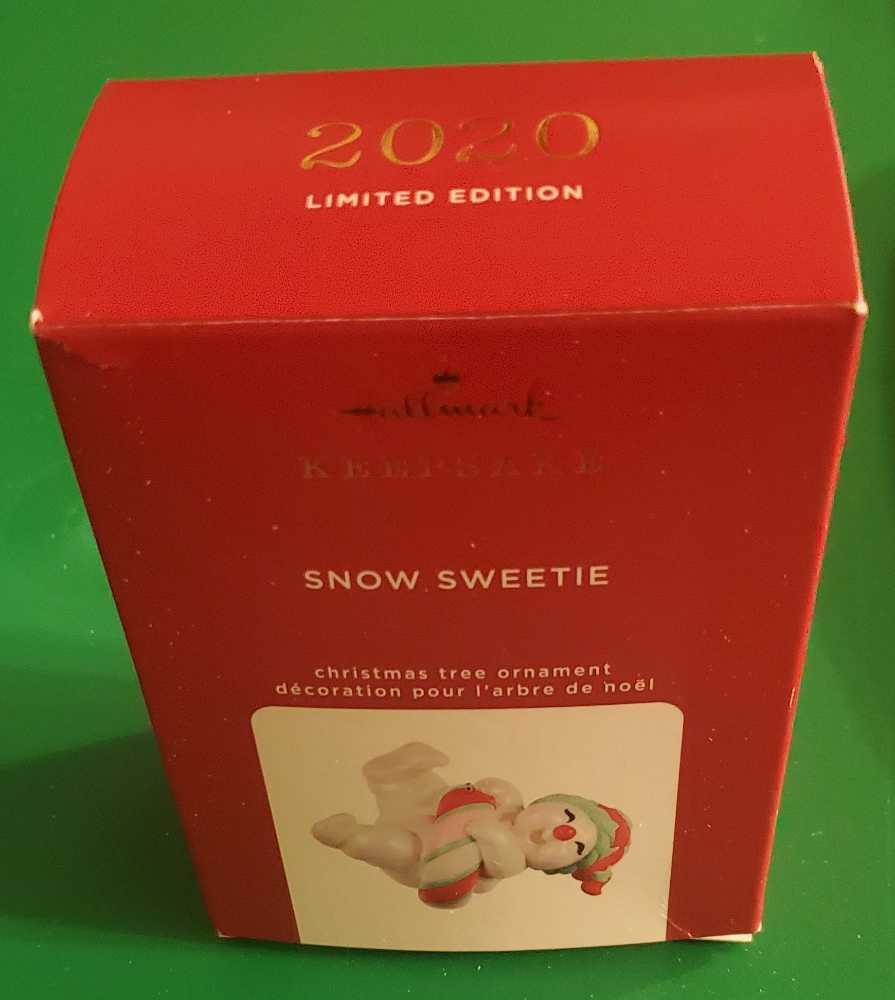 2020
LIMITED EDITION
Hallmark
KEEPSAKE
SNOW SWEETIE
christmas tree ornament
décoration pour l'arbre de noël